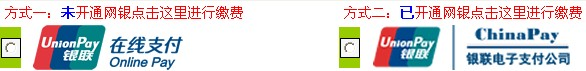 方式一：未开通网银点击这里进行缴费
UnionPay
银联
在线支付
Online Pay
方式二：已开通网银点击这里进行缴费
UnionPay
银联
ChinaPay
银联电子支付公司